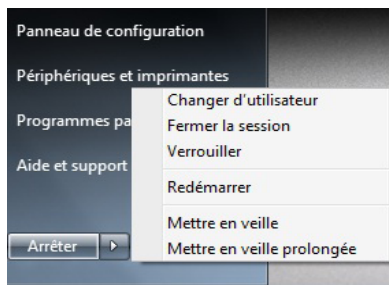 Panneau de configuration
Périphériques et imprimantes
Programmes pa
Aide et support
Arrêter
Changer d'utilisateur
Fermer la session
Verrouiller
Redémarrer
Mettre en veille
Mettre en veille prolongée